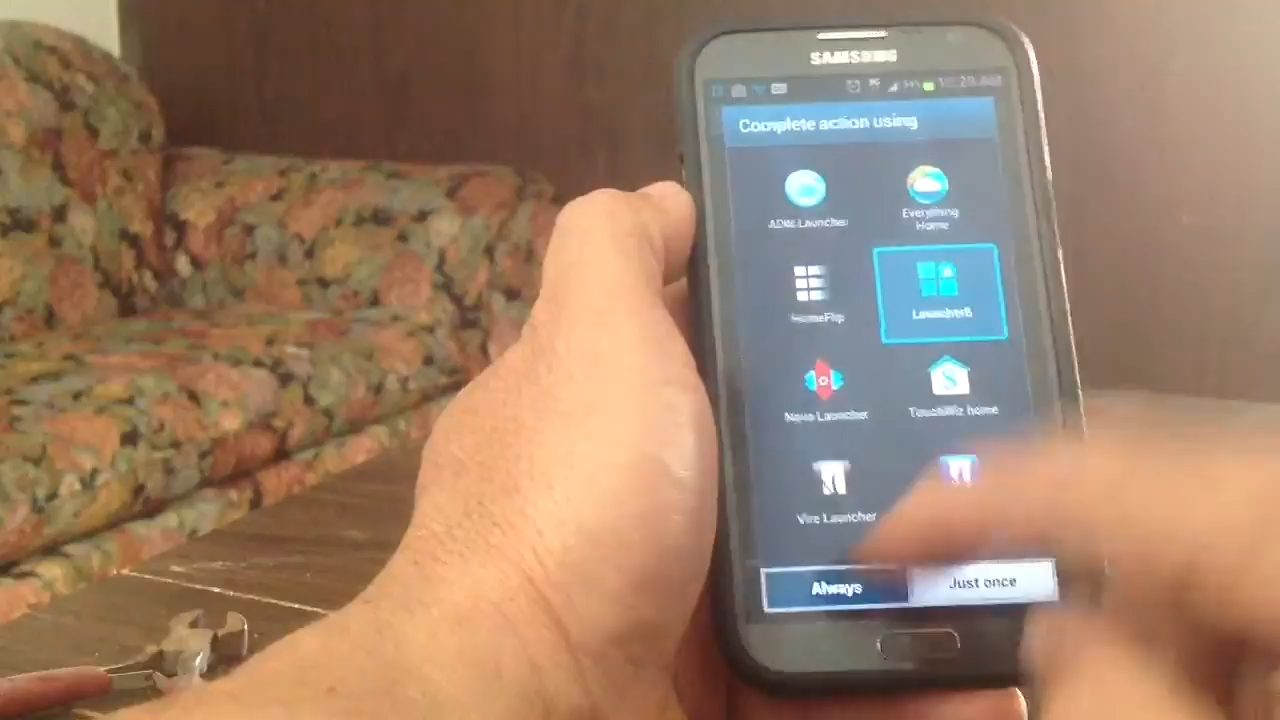 SAMSUNG
Complete action using
ADW.Launcher
Everything
Home
HomeFlip
Launcher8
Nova Launcher
TouchWiz home
Vire Launcher
Always
Just once